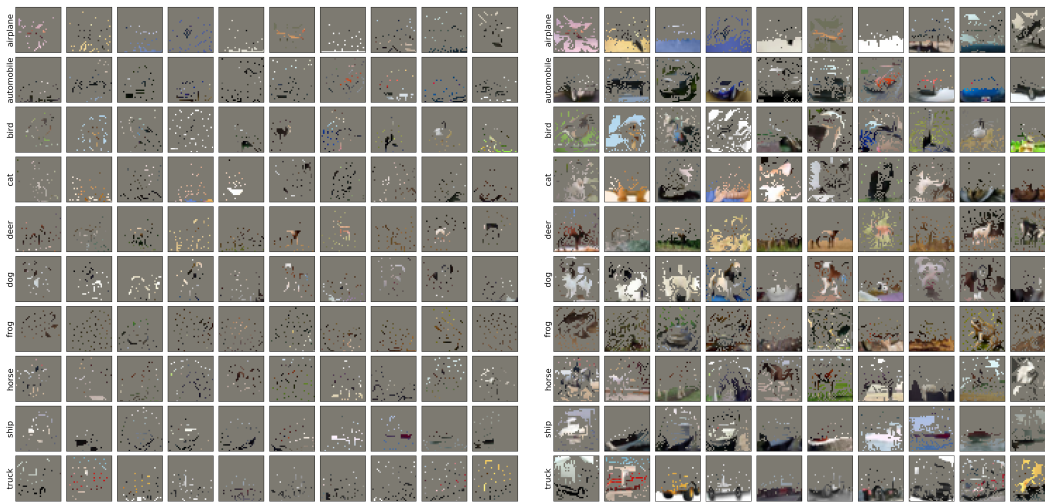 airplane
automobile
bird
cat
deer
dog
frog
horse
ship
truck
airplane
automobile
bird
cat
deer
dog
frog
horse
ship
truck